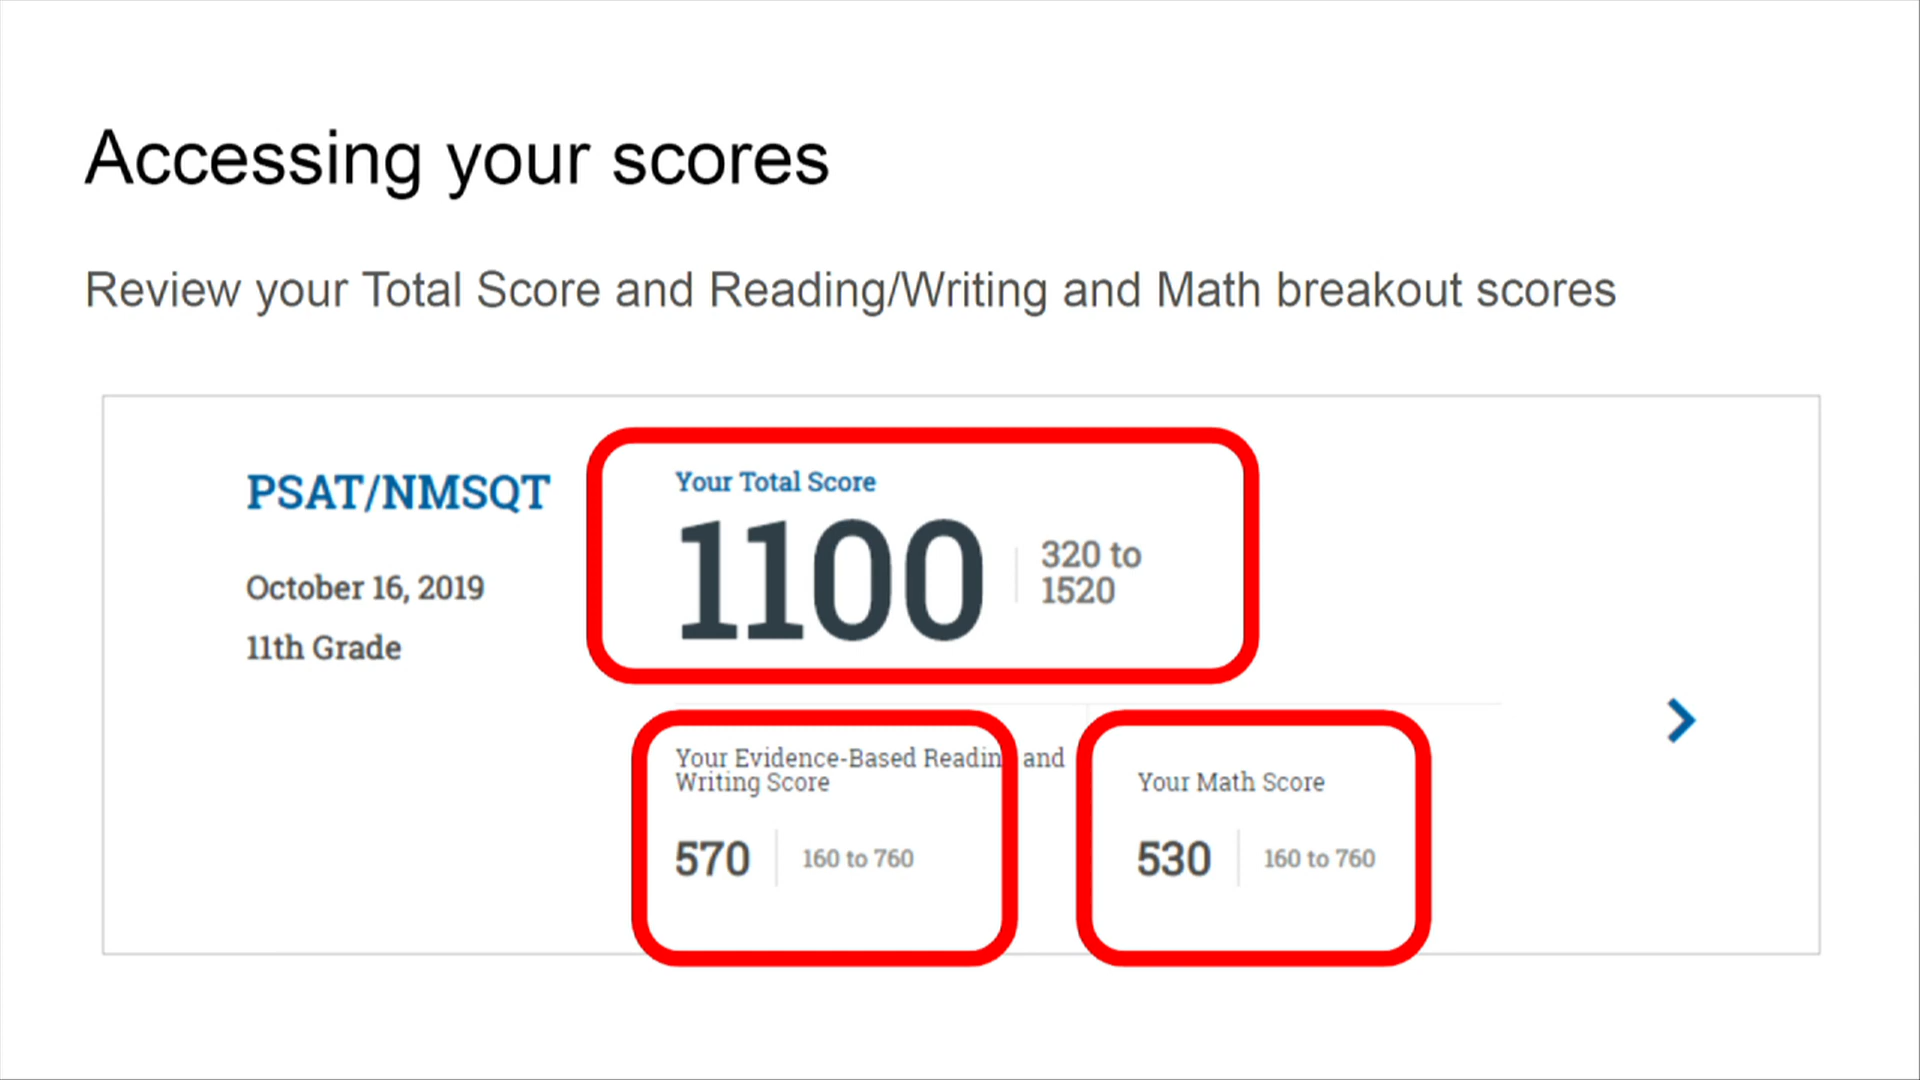 Accessing your scores
Review your Total Score and Reading/Writing and Math breakout scores
PSAT/NMSQT
October 16, 2019
11th Grade
Your Total Score
1100
320 to
1520
Your Evidence-Based Readin and
Writing Score
570
160 to 760
Your Math Score
530
160 to 760